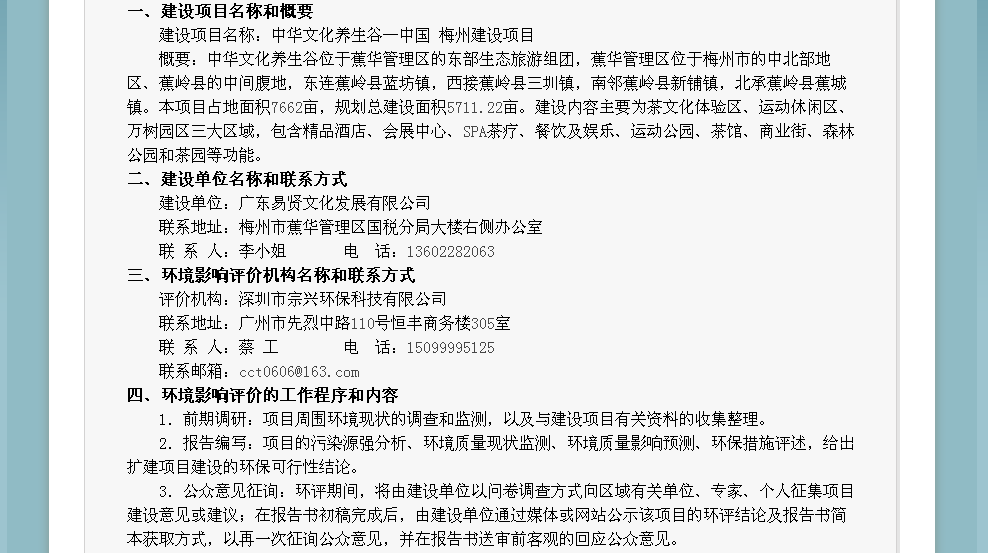 一、建设项目名称和概要
建设项目名称：中华文化养生谷—中国 梅州建设项目
概要：中华文化养生谷位于蕉华管理区的东部生态旅游组团，蕉华管理区位于梅州市的中北部地
区、蕉岭县的中间腹地，东连蕉岭县蓝坊镇，西接蕉岭县三圳镇，南邻蕉岭县新铺镇，北承蕉岭县蕉城
镇。本项目占地面积7662亩，规划总建设面积5711.22亩。建设内容主要为茶文化体验区、运动休闲区、
万树园区三大区域，包含精品酒店、会展中心、SPA茶疗、餐饮及娱乐、运动公园、茶馆、商业街、森林
公园和茶园等功能。
二、建设单位名称和联系方式
建设单位：广东易贤文化发展有限公司
联系地址：梅州市蕉华管理区国税分局大楼右侧办公室
联 系 人：李小姐 电 话：13602282063
三、环境影响评价机构名称和联系方式
评价机构：深圳市宗兴环保科技有限公司
联系地址：广州市先烈中路110号恒丰商务楼305室
联 系 人：蔡 工 电 话：15099995125
联系邮箱：cct0606@163.com
四、环境影响评价的工作程序和内容
1. 前期调研：项目周围环境现状的调查和监测，以及与建设项目有关资料的收集整理。
2. 报告编写：项目的污染源强分析、环境质量现状监测、环境质量影响预测、环保措施评述，给出
扩建项目建设的环保可行性结论。
3. 公众意见征询：环评期间，将由建设单位以问卷调查方式向区域有关单位、专家、个人征集项目
建设意见或建议；在报告书初稿完成后，由建设单位通过媒体或网站公示该项目的环评结论及报告书简
本获取方式，以再一次征询公众意见，并在报告书送审前客观的回应公众意见。